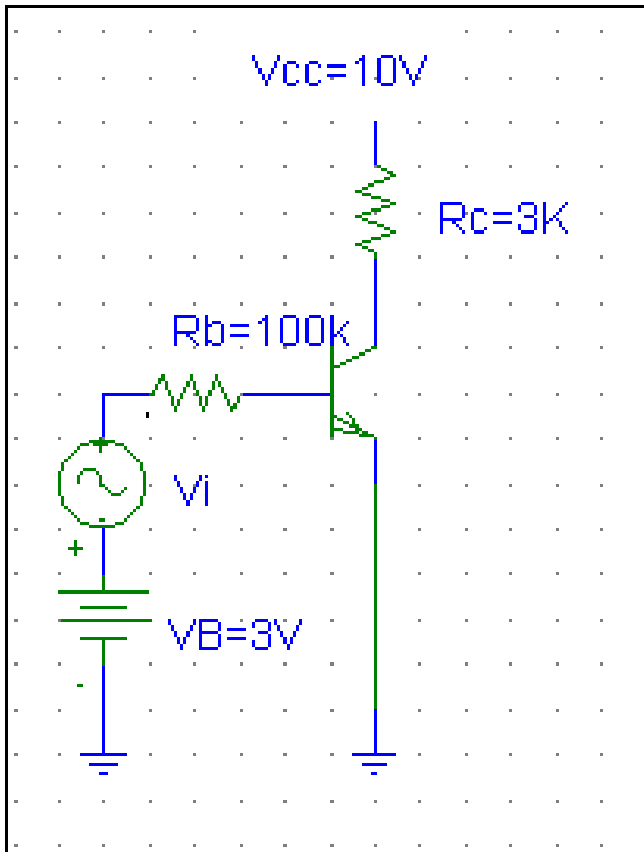 Vcc=10V
Rc=3K
Rb=100k
+
Vi
-
+
VB=3V
-